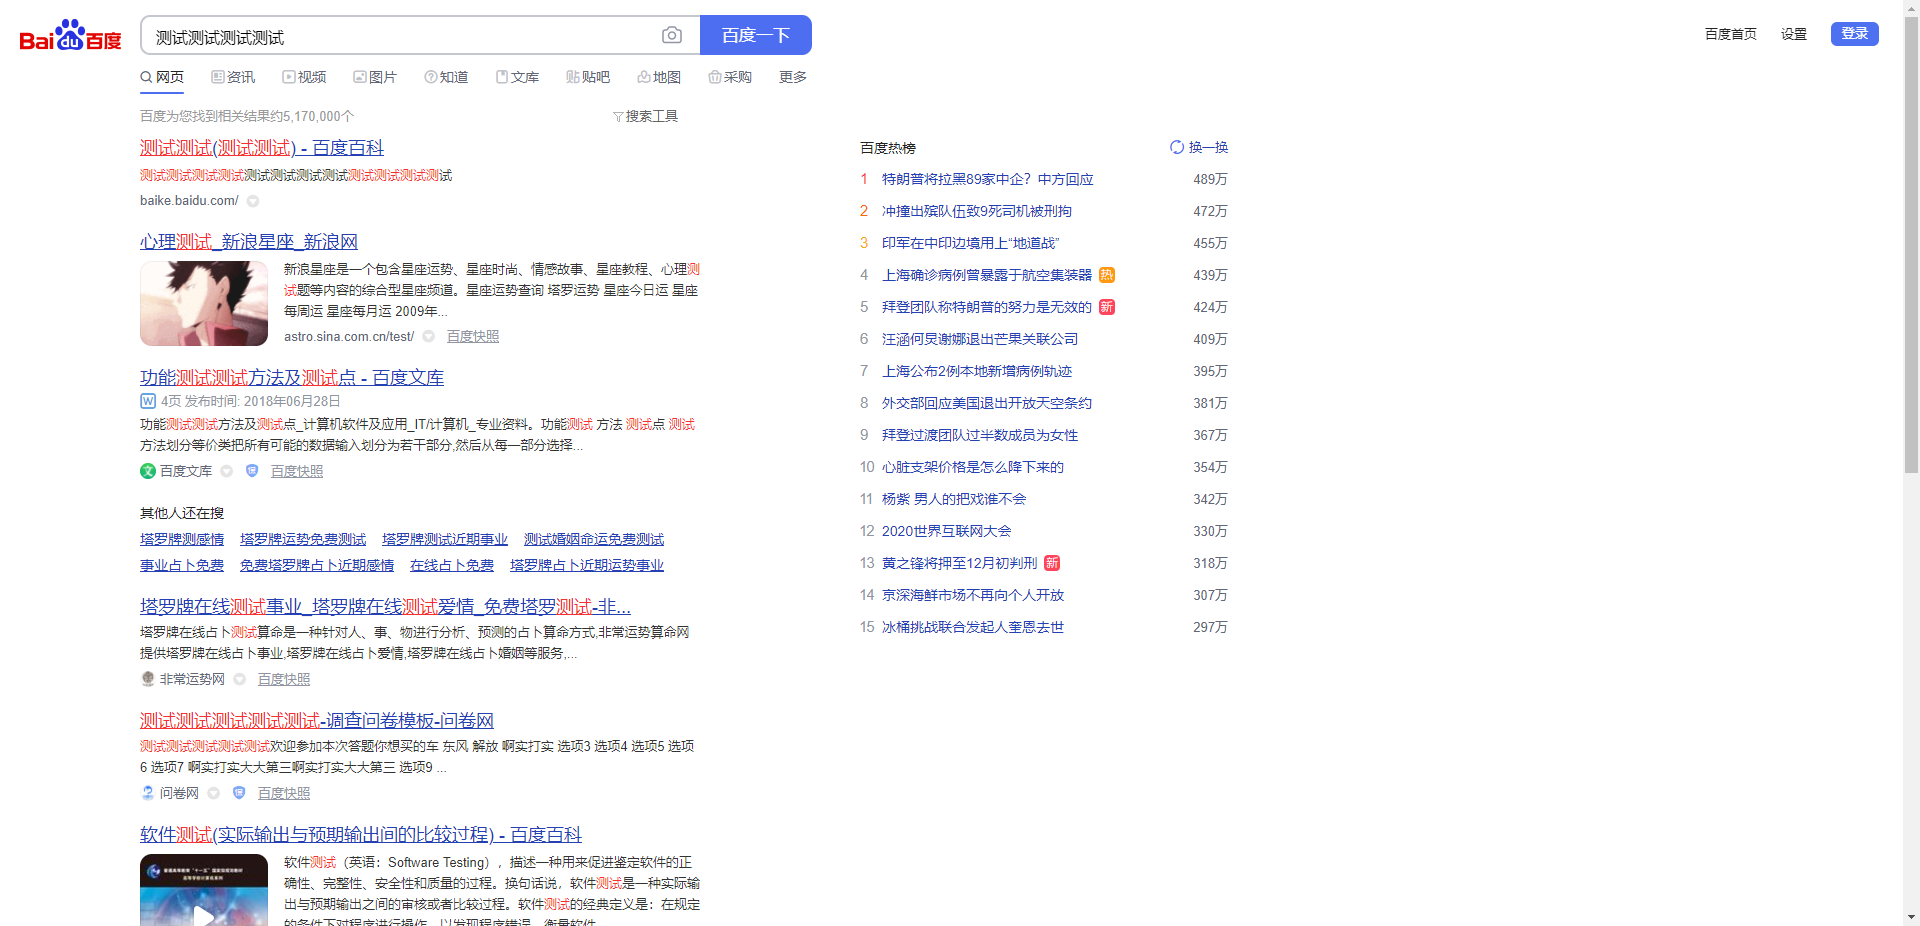 Bai du 百度
测试测试测试测试测试
百度一下
百度首页 设置 登录
网页 资讯 视频 图片 知道 文库 贴吧 地图 采购 更多
百度为您找到相关结果约5,170,000个
搜索工具
测试测试(测试测试) - 百度百科
测试测试测试测试测试测试测试测试测试测试测试测试
baike.baidu.com/
心理测试_新浪星座_新浪网
新浪星座是一个包含星座运势、星座时尚、情感故事、星座教程、心理测
试题等内容的综合型星座频道。星座运势查询 塔罗运势 星座今日运 星座
每周运 星座每月运 2009年...
astro.sina.com.cn/test/ 百度快照
功能测试测试方法及测试点 - 百度文库
W 4页 发布时间: 2018年06月28日
功能测试测试方法及测试点_计算机软件及应用_IT/计算机_专业资料。功能测试 方法 测试点 测试
方法划分等价类把所有可能的数据输入划分为若干部分,然后从每一部分选择...
文 百度文库 保 百度快照
其他人还在搜
塔罗牌测感情 塔罗牌运势免费测试 塔罗牌测试近期事业 测试婚姻命运免费测试
事业占卜免费 免费塔罗牌占卜近期感情 在线占卜免费 塔罗牌占卜近期运势事业
塔罗牌在线测试事业_塔罗牌在线测试爱情_免费塔罗测试-非...
塔罗牌在线占卜测试算命是一种针对人、事、物进行分析、预测的占卜算命方式,非常运势算命网
提供塔罗牌在线占卜事业,塔罗牌在线占卜爱情,塔罗牌在线占卜婚姻等服务,...
非常运势网 百度快照
测试测试测试测试测试-调查问卷模板-问卷网
测试测试测试测试测试欢迎参加本次答题你想买的车 东风 解放 啊实打实 选项3 选项4 选项5 选项
6 选项7 啊实打实大大第三啊实打实大大第三 选项9 ...
问卷网 保 百度快照
软件测试(实际输出与预期输出间的比较过程) - 百度百科
软件测试（英语：Software Testing），描述一种用来促进鉴定软件的正
确性、完整性、安全性和质量的过程。换句话说，软件测试是一种实际输
出与预期输出之间的审核或者比较过程。软件测试的经典定义是：在规定
的条件下对程序进行操作，以发现程序错误，衡量软件
百度热榜 换一换
1 特朗普将拉黑89家中企？中方回应 489万
2 冲撞出殡队伍致9死司机被刑拘 472万
3 印军在中印边境用上“地道战” 455万
4 上海确诊病例曾暴露于航空集装器 热 439万
5 拜登团队称特朗普的努力是无效的 新 424万
6 汪涵何炅谢娜退出芒果关联公司 409万
7 上海公布2例本地新增病例轨迹 395万
8 外交部回应美国退出开放天空条约 381万
9 拜登过渡团队过半数成员为女性 367万
10 心脏支架价格是怎么降下来的 354万
11 杨紫 男人的把戏谁不会 342万
12 2020世界互联网大会 330万
13 黄之锋将押至12月初判刑 新 318万
14 京深海鲜市场不再向个人开放 307万
15 冰桶挑战联合发起人奎恩去世 297万